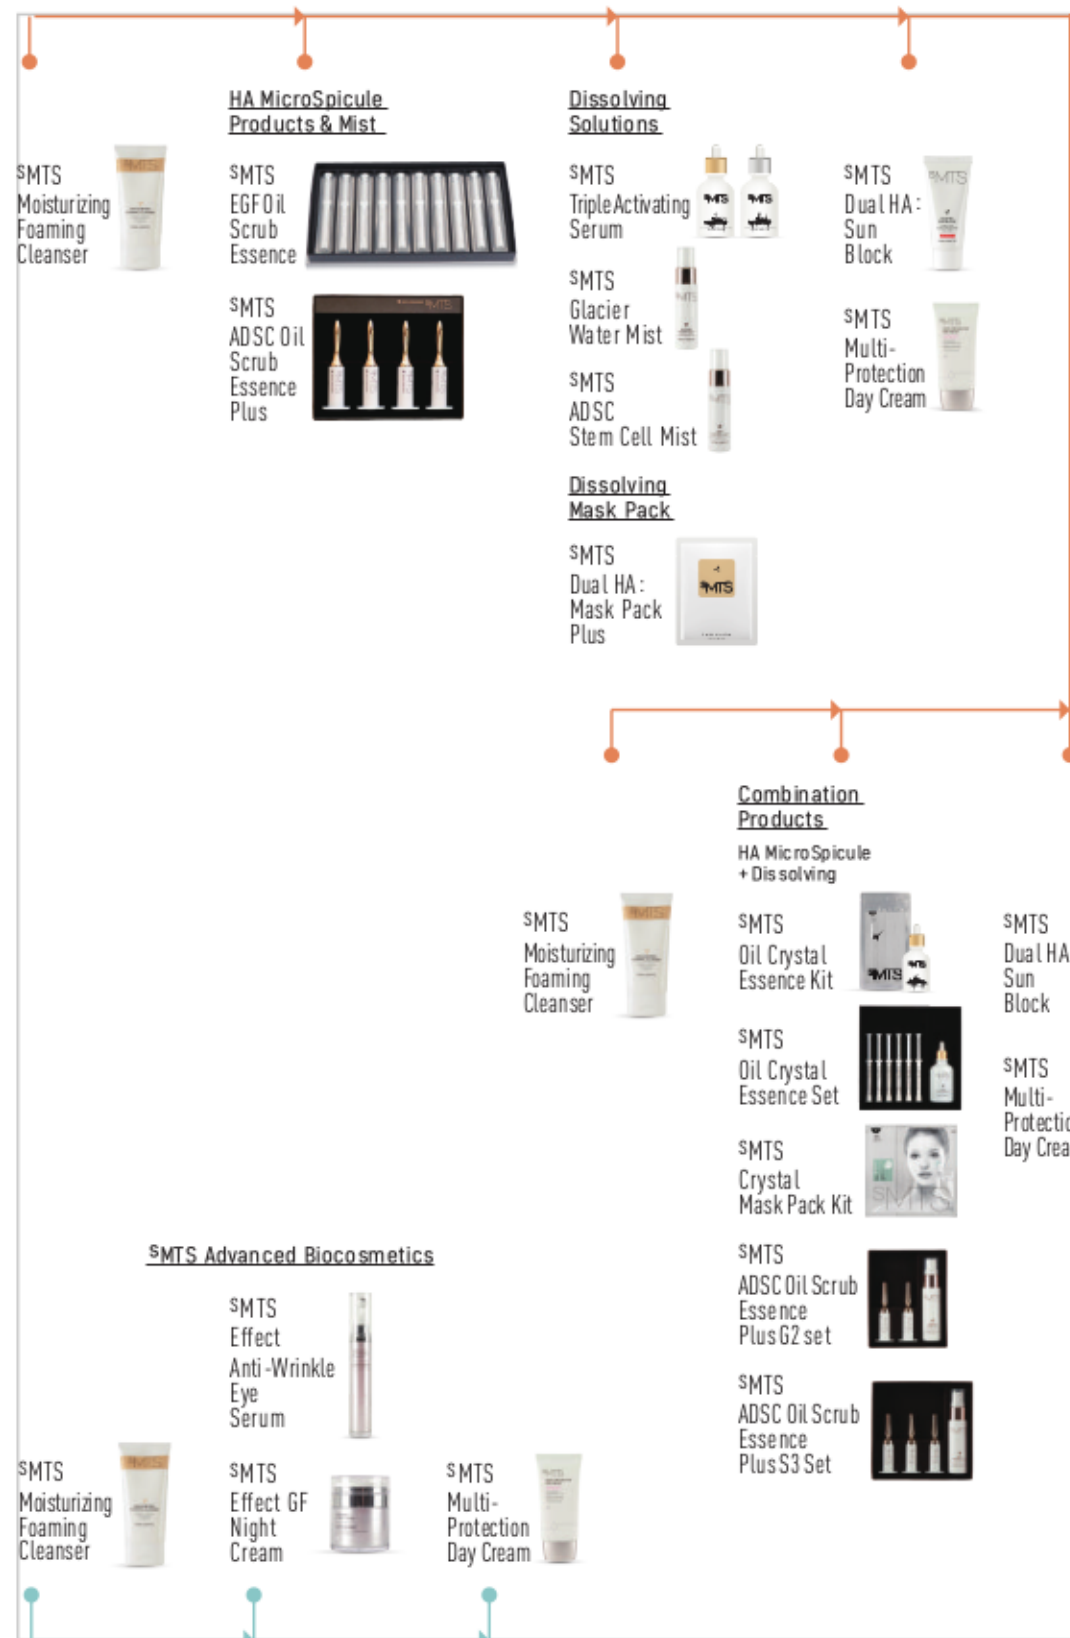 SMTS
Moisturizing
Foaming
Cleanser
HA MicroSpicule
Products & Mist
SMTS
EGF Oil
Scrub
Essence
SMTS
ADSC Oil
Scrub
Essence
Plus
Dissolving
Solutions
SMTS
Triple Activating
Serum
SMTS
Glacier
Water Mist
SMTS
ADSC
Stem Cell Mist
Dissolving
Mask Pack
SMTS
Dual HA :
Mask Pack
Plus
SMTS
Dual HA :
Sun
Block
SMTS
Multi-
Protection
Day Cream
SMTS
Moisturizing
Foaming
Cleanser
Combination
Products
HA MicroSpicule
+ Dissolving
SMTS
Oil Crystal
Essence Kit
SMTS
Oil Crystal
Essence Set
SMTS
Crystal
Mask Pack Kit
SMTS
ADSC Oil Scrub
Essence
Plus G2 set
SMTS
ADSC Oil Scrub
Essence
Plus S3 Set
SMTS
Dual HA
Sun
Block
SMTS
Multi-
Protectio
Day Crea
SMTS Advanced Biocosmetics
SMTS
Effect
Anti-Wrinkle
Eye
Serum
SMTS
Moisturizing
Foaming
Cleanser
SMTS
Effect GF
Night
Cream
SMTS
Multi-
Protection
Day Cream